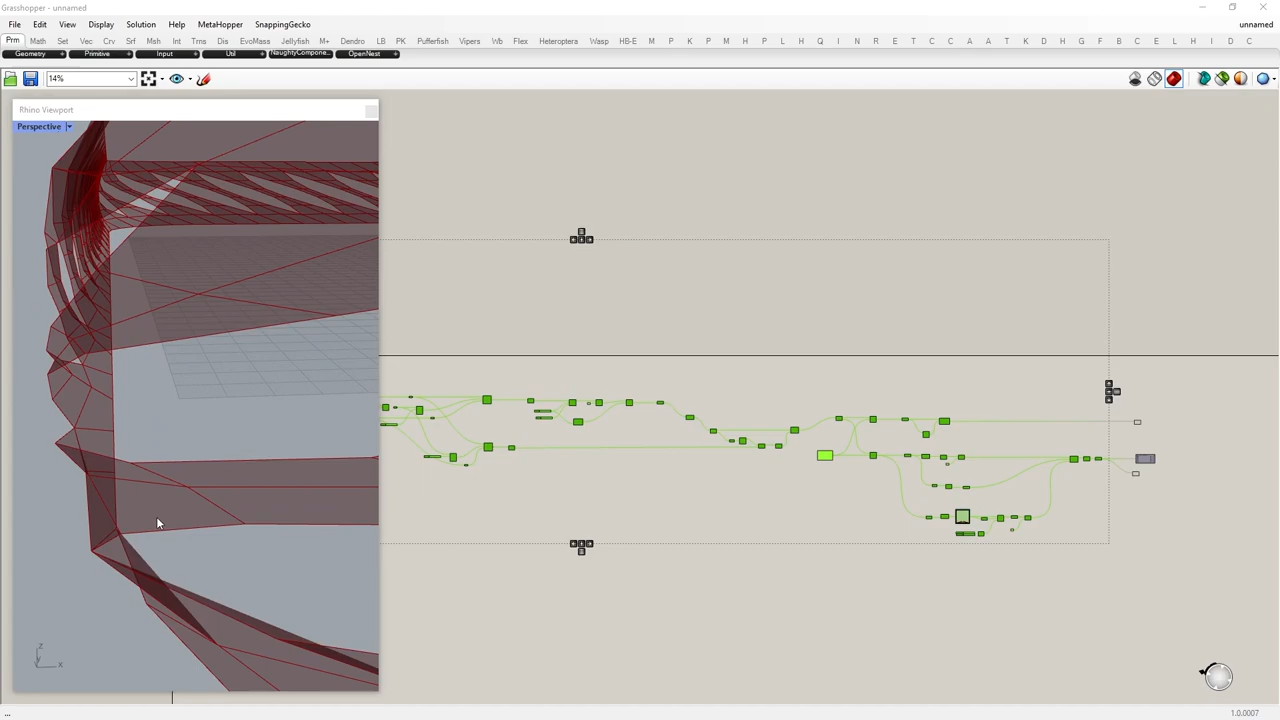 Grasshopper - unnamed
File Edit View Display Solution Help MetaHopper SnappingGecko unnamed
Prm Math Set Vec Crv Srf Msh Int Trns Dis EvoMass Jellyfish M+ Dendro LB PK Pufferfish Vipers Wb Flex Heteroptera Wasp HB-E M P M S M A H Q I O A S H T S F B C L H I D C
Geometry + Primitive + Input + Util + NaughtyCompone... OpenNest +
14%
Rhino Viewport
Perspective
z
y
x
... 1.0.0007